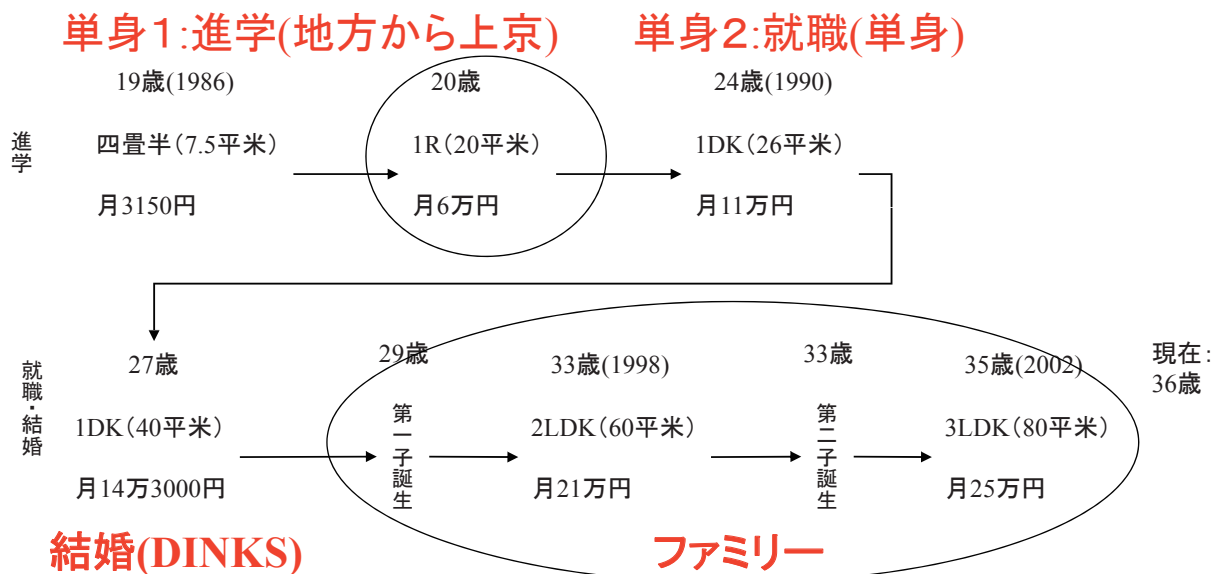 単身1:進学(地方から上京)
単身2:就職(単身)
19歳(1986)
20歳
24歳(1990)
進学
四畳半(7.5平米)
1R(20平米)
1DK(26平米)
月3150円
月6万円
月11万円
27歳
29歳
33歳(1998)
33歳
35歳(2002)
現在:
36歳
就職・結婚
1DK(40平米)
第一子誕生
2LDK(60平米)
第二子誕生
3LDK(80平米)
月14万3000円
月21万円
月25万円
結婚(DINKS)
ファミリー